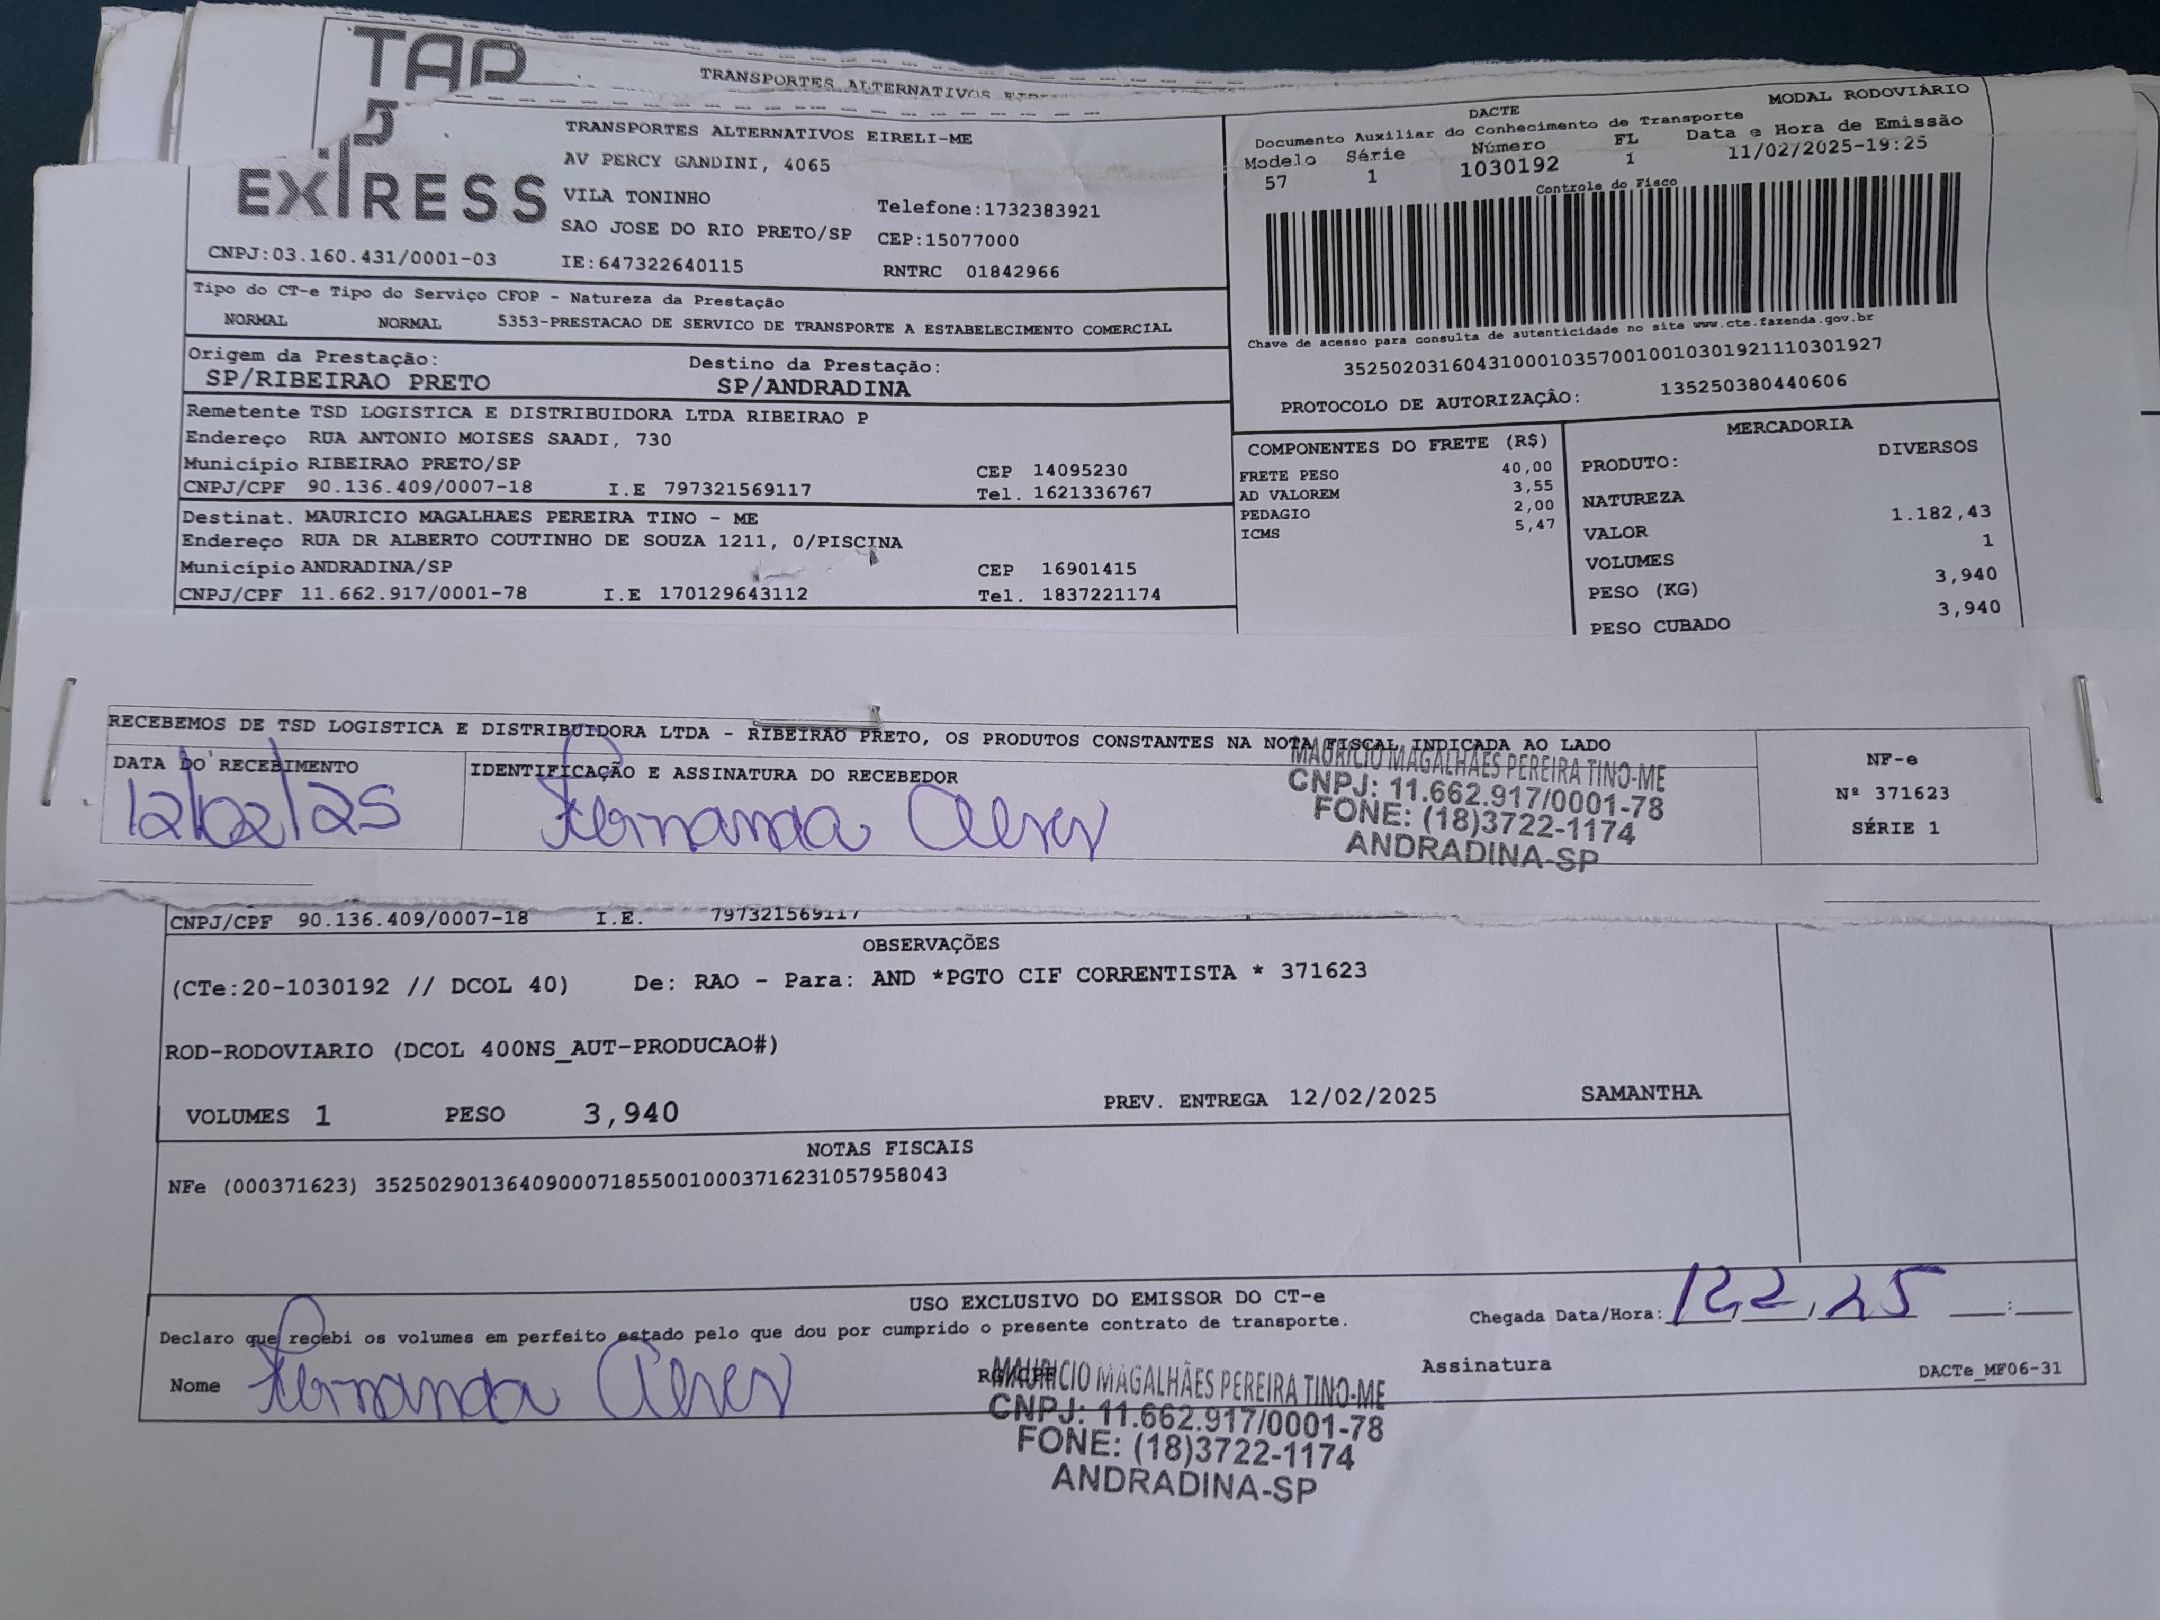 TAP
TRANSPORTES ALTERNATIVOS
EXPRESS
TRANSPORTES ALTERNATIVOS EIRELI-ME
AV PERCY GANDINI, 4065
VILA TONINHO
Telefone:1732383921
SAO JOSE DO RIO PRETO/SP CEP:15077000
CNPJ:03.160.431/0001-03 IE:647322640115 RNTRC 01842966
DACTE
MODAL RODOVIÁRIO
Documento Auxiliar do Conhecimento de Transporte
Modelo Série Número FL Data e Hora de Emissão
57 1 1030192 1 11/02/2025-19:25
Controle do Fisco
Chave de acesso para consulta de autenticidade no site www.cte.fazenda.gov.br
35250203160431000103570010010301921110301927
PROTOCOLO DE AUTORIZAÇÂO: 135250380440606
Tipo do CT-e Tipo do Serviço CFOP - Natureza da Prestação
NORMAL NORMAL 5353-PRESTACAO DE SERVICO DE TRANSPORTE A ESTABELECIMENTO COMERCIAL
Origem da Prestação: Destino da Prestação:
SP/RIBEIRAO PRETO SP/ANDRADINA
Remetente TSD LOGISTICA E DISTRIBUIDORA LTDA RIBEIRAO P
Endereço RUA ANTONIO MOISES SAADI, 730
Município RIBEIRAO PRETO/SP CEP 14095230
CNPJ/CPF 90.136.409/0007-18 I.E 797321569117 Tel. 1621336767
Destinat. MAURICIO MAGALHAES PEREIRA TINO - ME
Endereço RUA DR ALBERTO COUTINHO DE SOUZA 1211, 0/PISCINA
Município ANDRADINA/SP CEP 16901415
CNPJ/CPF 11.662.917/0001-78 I.E 170129643112 Tel. 1837221174
COMPONENTES DO FRETE (R$)
FRETE PESO 40,00
AD VALOREM 3,55
PEDAGIO 2,00
ICMS 5,47
MERCADORIA
PRODUTO: DIVERSOS
NATUREZA
VALOR 1.182,43
VOLUMES 1
PESO (KG) 3,940
PESO CUBADO 3,940
RECEBEMOS DE TSD LOGISTICA E DISTRIBUIDORA LTDA - RIBEIRAO PRETO, OS PRODUTOS CONSTANTES NA NOTA FISCAL INDICADA AO LADO
DATA DO RECEBIMENTO IDENTIFICAÇÃO E ASSINATURA DO RECEBEDOR
12/02/25 Fernanda
MAURICIO MAGALHÃES PEREIRA TINO-ME
CNPJ: 11.662.917/0001-78
FONE: (18)3722-1174
ANDRADINA-SP
NF-e
Nº 371623
SÉRIE 1
CNPJ/CPF 90.136.409/0007-18 I.E. 797321569117
OBSERVAÇÕES
(CTe:20-1030192 // DCOL 40) De: RAO - Para: AND *PGTO CIF CORRENTISTA * 371623
ROD-RODOVIARIO (DCOL 400NS_AUT-PRODUCAO#)
VOLUMES 1 PESO 3,940 PREV. ENTREGA 12/02/2025 SAMANTHA
NOTAS FISCAIS
NFe (000371623) 35250290136409000718550010003716231057958043
USO EXCLUSIVO DO EMISSOR DO CT-e
Declaro que recebi os volumes em perfeito estado pelo que dou por cumprido o presente contrato de transporte.
Chegada Data/Hora: 12/2/25 __:__
Nome Fernanda RG/CPF Assinatura DACTe_MF06-31
MAURICIO MAGALHÃES PEREIRA TINO-ME
CNPJ: 11.662.917/0001-78
FONE: (18)3722-1174
ANDRADINA-SP